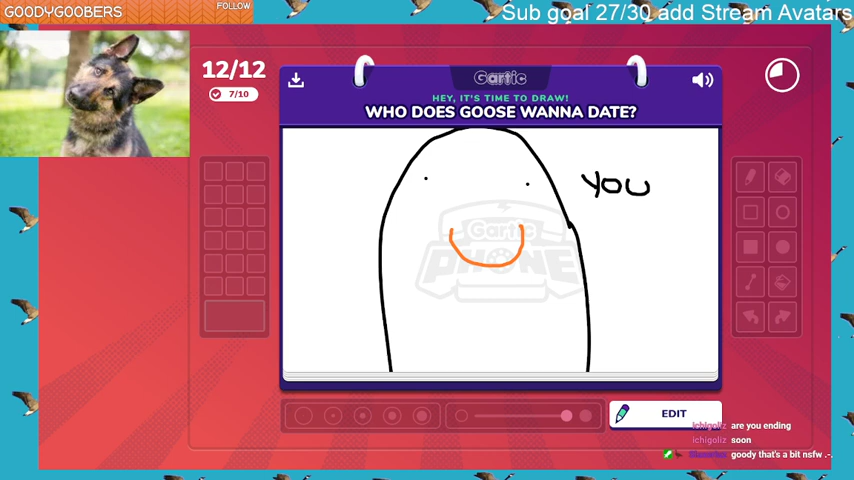 GOODYGOOBERS
FOLLOW
Sub goal 27/30 add Stream Avatars
12/12
7/10
Gartic
HEY, IT'S TIME TO DRAW!
WHO DOES GOOSE WANNA DATE?
you
Gartic
PHONE
EDIT
ichigoliz are you ending
ichigoliz soon
goody that's a bit nsfw .-.